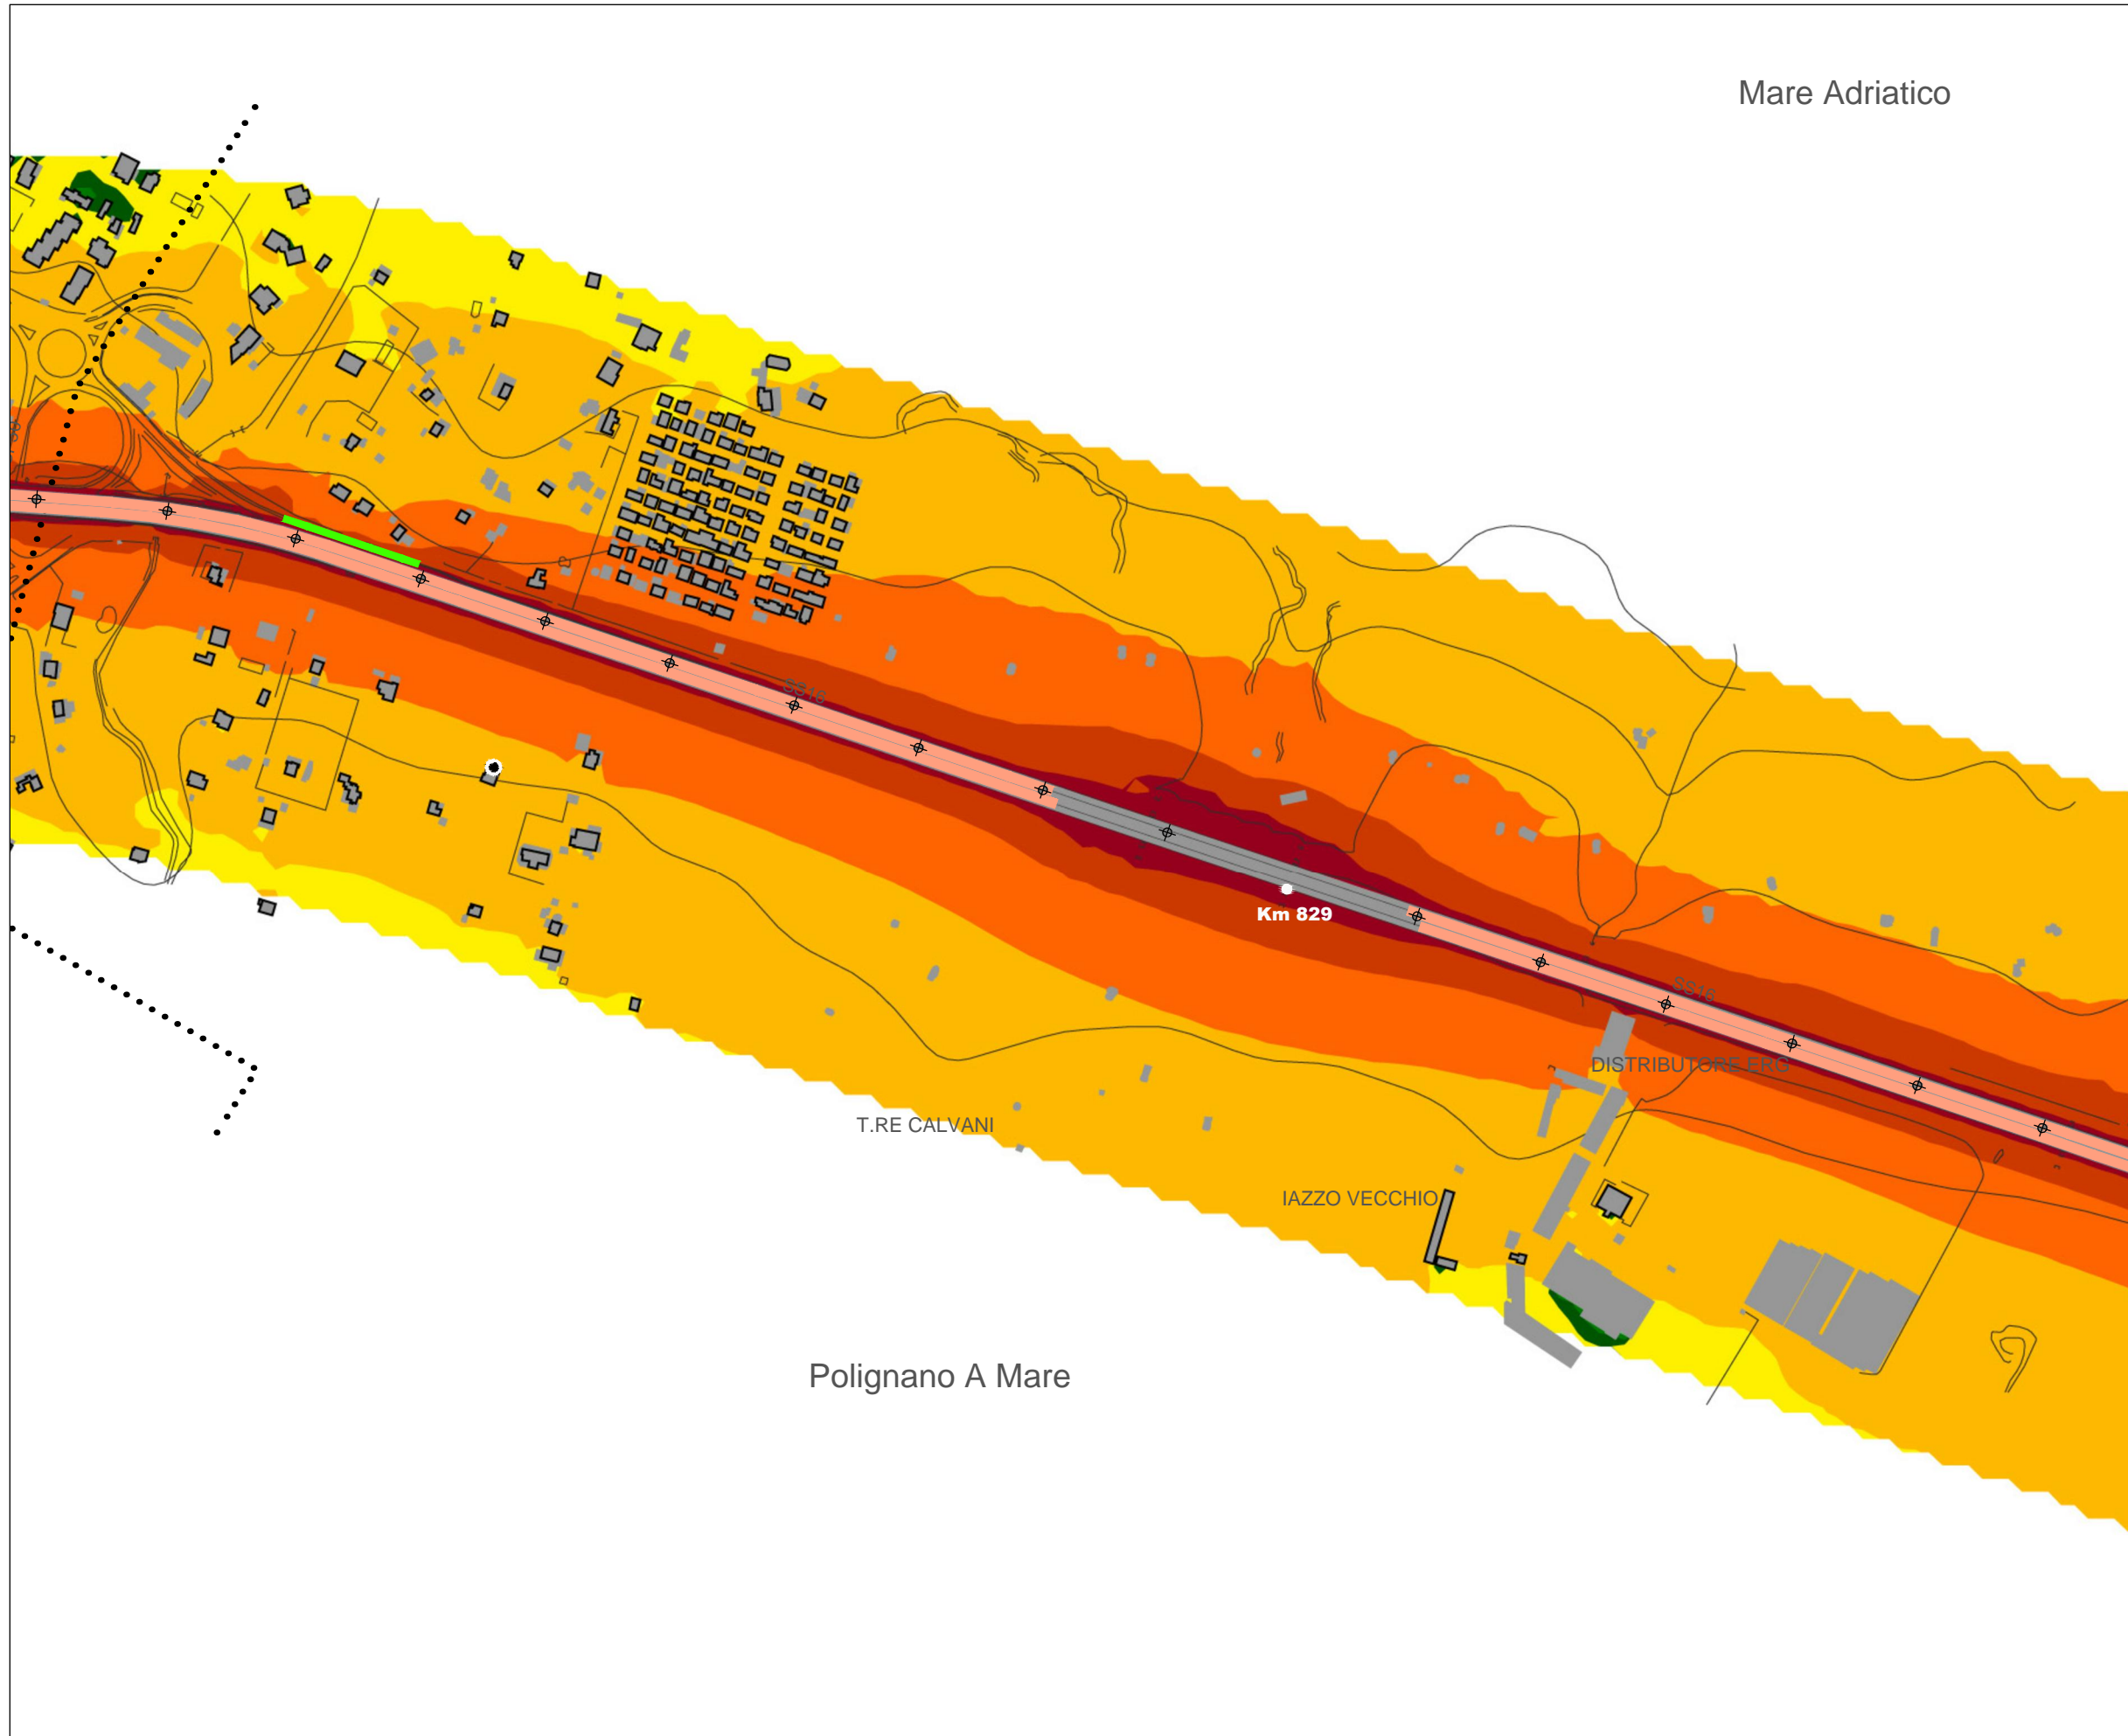 Mare Adriatico
SS16
Km 829
SS16
DISTRIBUTORE ERG
T.RE CALVANI
IAZZO VECCHIO
Polignano A Mare